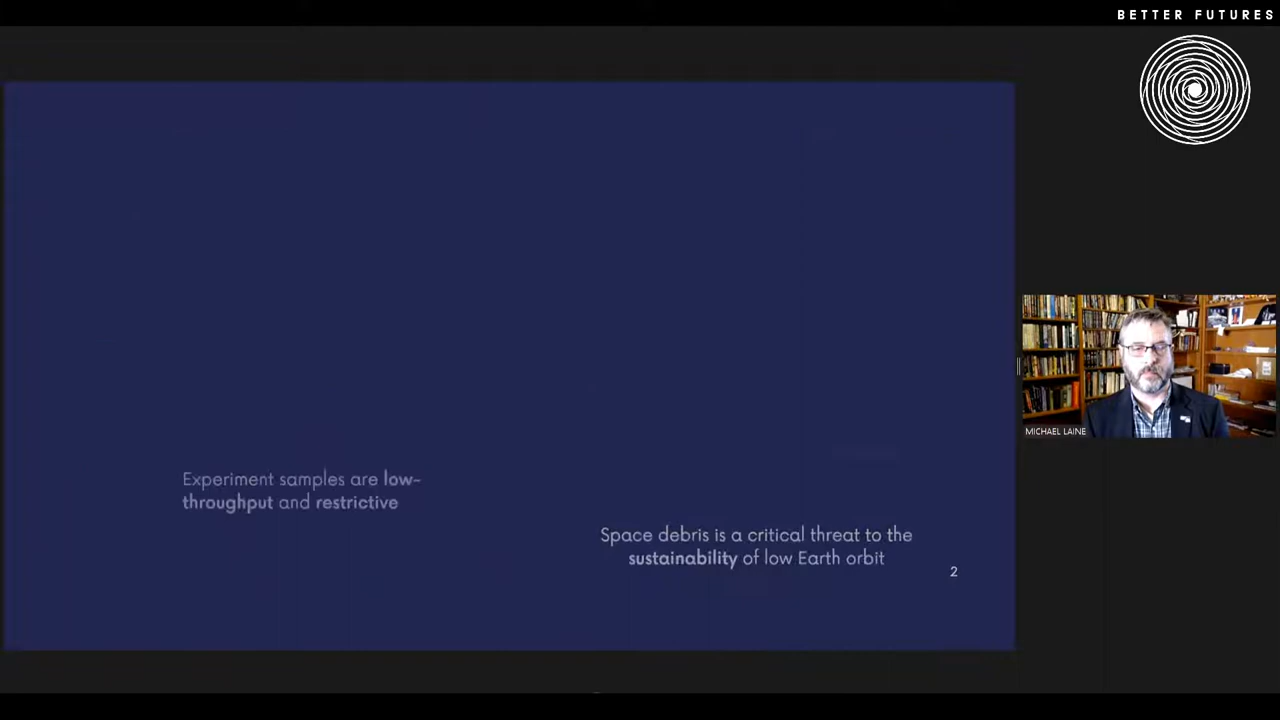 BETTER FUTURES
Experiment samples are low-
throughput and restrictive
Space debris is a critical threat to the
sustainability of low Earth orbit
2
MICHAEL LAINE